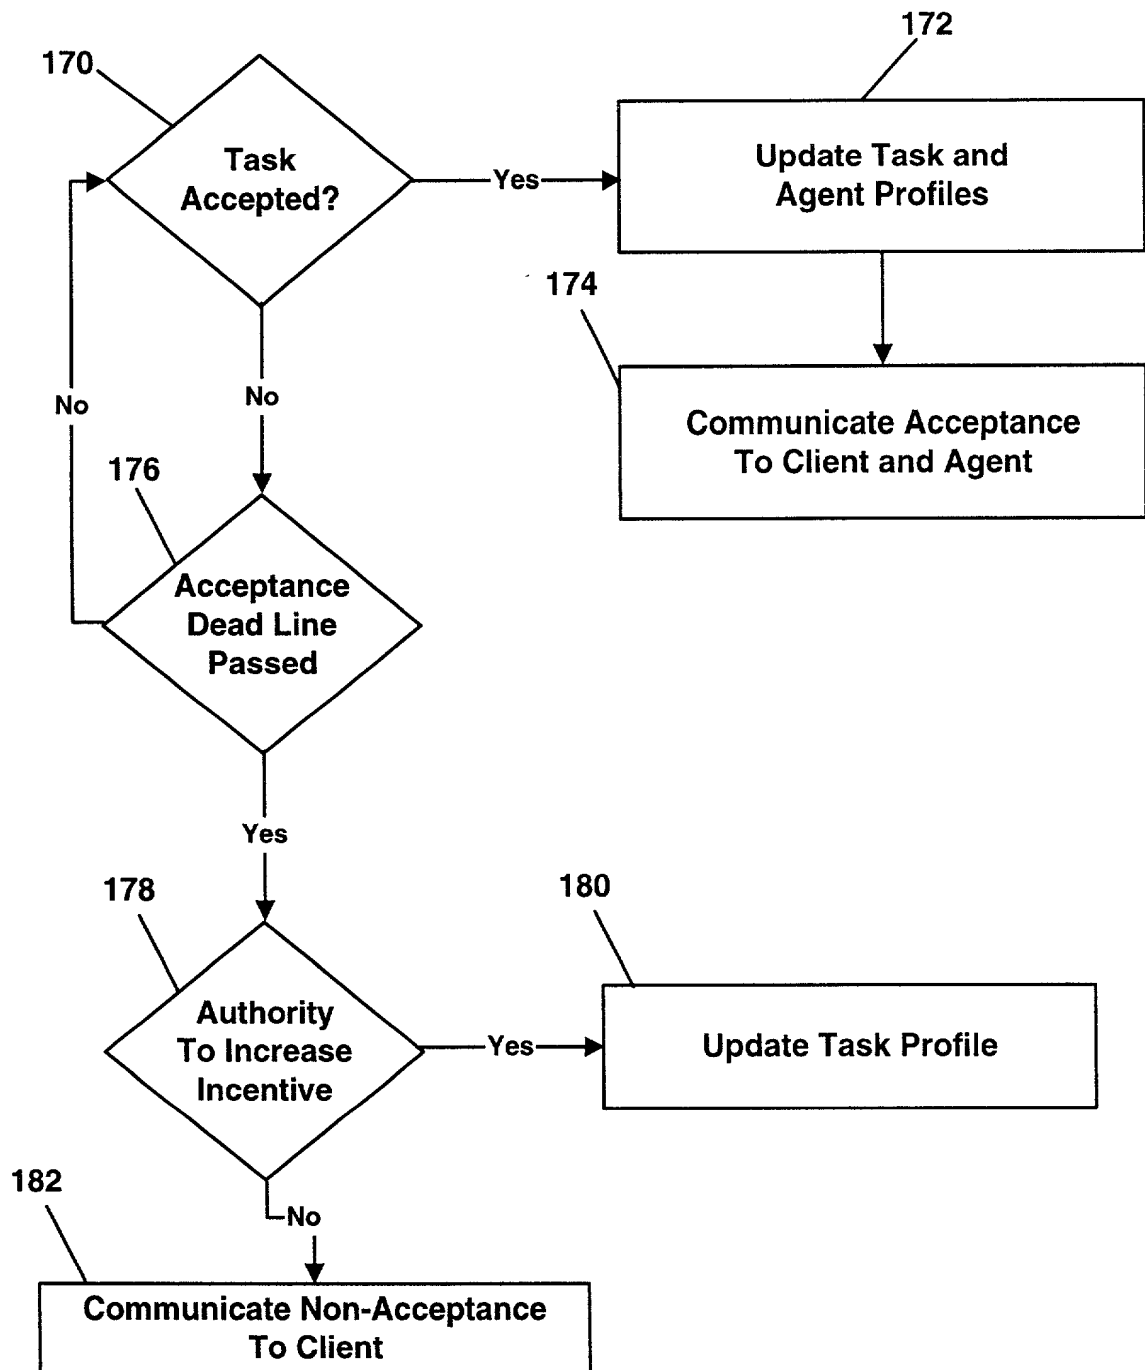 172
170
Task
Accepted?
Yes
Update Task and
Agent Profiles
174
No
No
Communicate Acceptance
To Client and Agent
176
Acceptance
Dead Line
Passed
Yes
178
180
Authority
To Increase
Incentive
Yes
Update Task Profile
182
No
Communicate Non-Acceptance
To Client